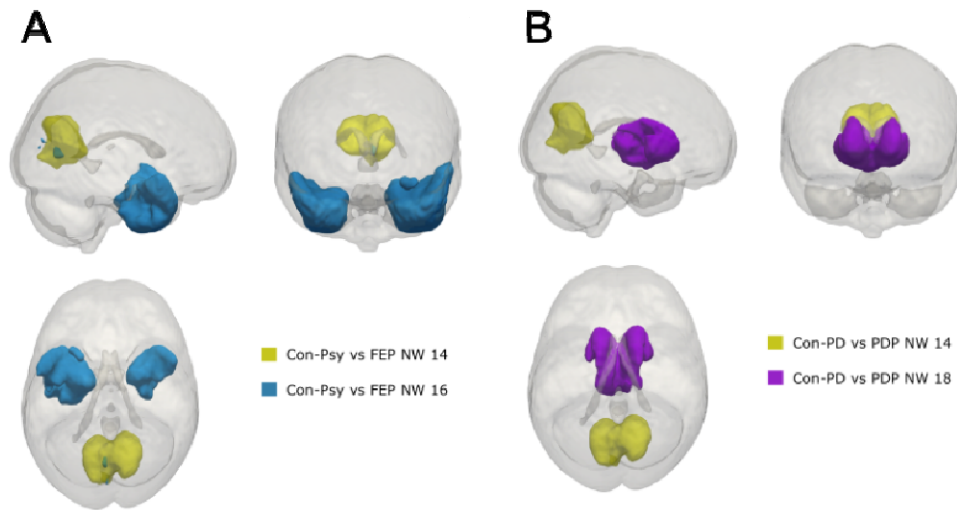 A
B
Con-Psy vs FEP NW 14
Con-Psy vs FEP NW 16
Con-PD vs PDP NW 14
Con-PD vs PDP NW 18